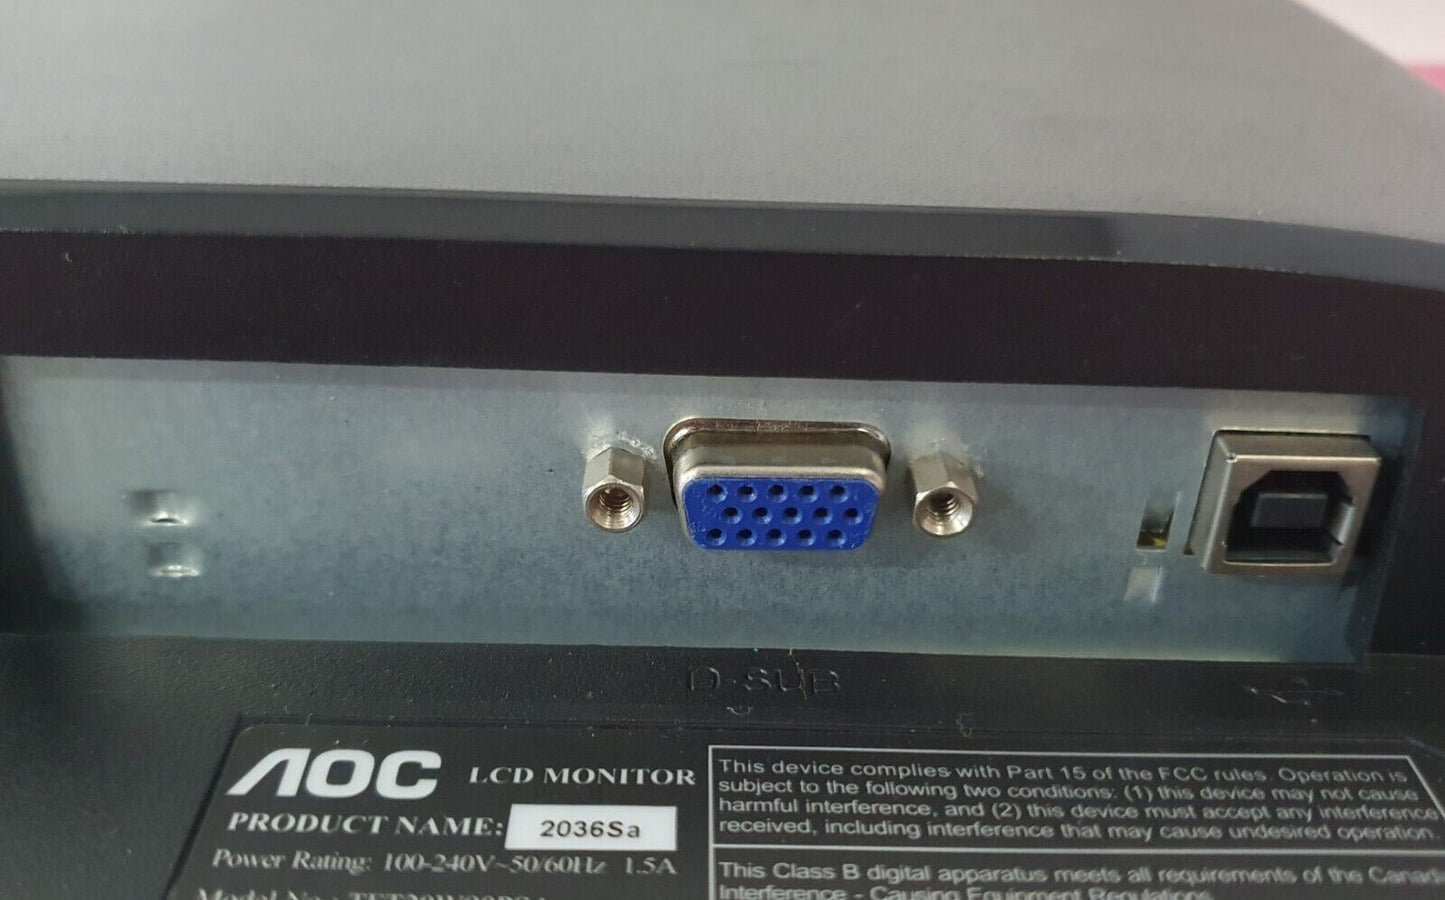 D-SUB
AOC LCD MONITOR
PRODUCT NAME: 2036Sa
Power Rating: 100-240V~50/60Hz 1.5A
Model No.:
This device complies with Part 15 of the FCC rules. Operation is
subject to the following two conditions: (1) this device may not cause
harmful interference, and (2) this device must accept any interference
received, including interference that may cause undesired operation.
This Class B digital apparatus meets all requirements of the Canad
Interference - Causing Equipment Regulations